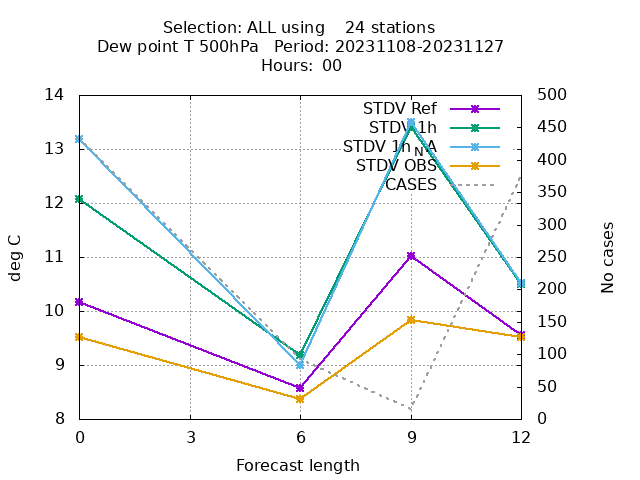 Selection: ALL using    24 stations
Dew point T 500hPa   Period: 20231108-20231127
Hours: 00
STDV Ref
STDV 1h
STDV 1h_NA
STDV OBS
CASES
14
13
12
11
10
9
8
500
450
400
350
300
250
200
150
100
50
0
deg C
No cases
0 3 6 9 12
Forecast length